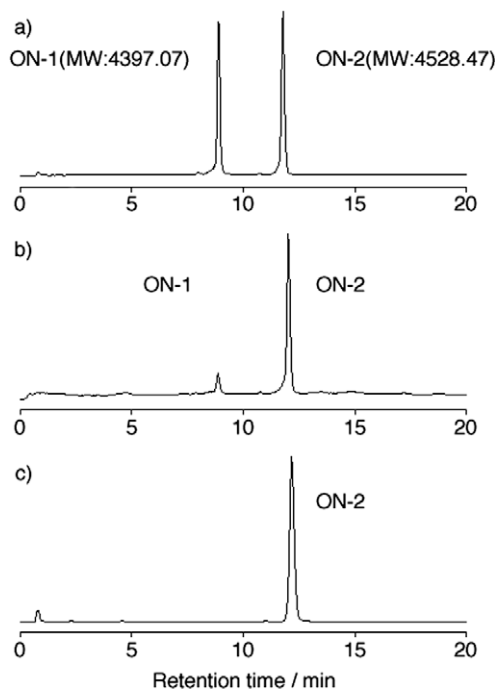 a)
ON-1(MW:4397.07) ON-2(MW:4528.47)
0 5 10 15 20
b)
ON-1 ON-2
0 5 10 15 20
c)
ON-2
0 5 10 15 20
Retention time / min